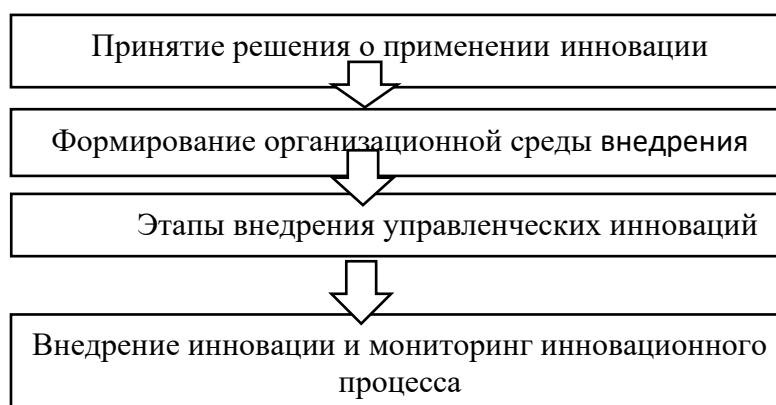 Принятие решения о применении инновации
Формирование организационной среды внедрения
Этапы внедрения управленческих инноваций
Внедрение инновации и мониторинг инновационного
процесса